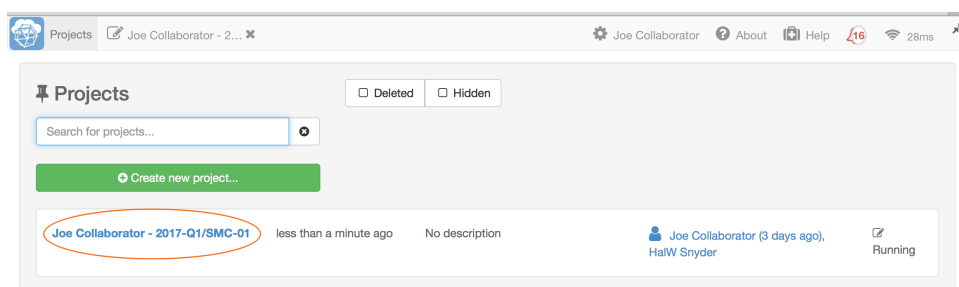 Projects Joe Collaborator - 2... Joe Collaborator About Help 16 28ms
Projects Deleted Hidden
Search for projects...
Create new project...
Joe Collaborator - 2017-Q1/SMC-01 less than a minute ago No description Joe Collaborator (3 days ago),
HalW Snyder
Running